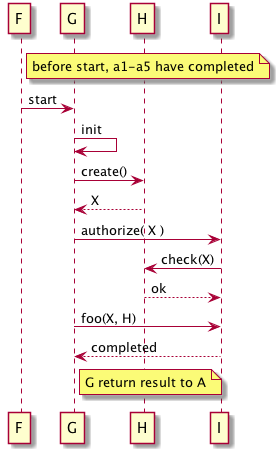 F G H I
before start, a1-a5 have completed
start
init
create()
X
authorize( X )
check(X)
ok
foo(X, H)
completed
G return result to A
F G H I